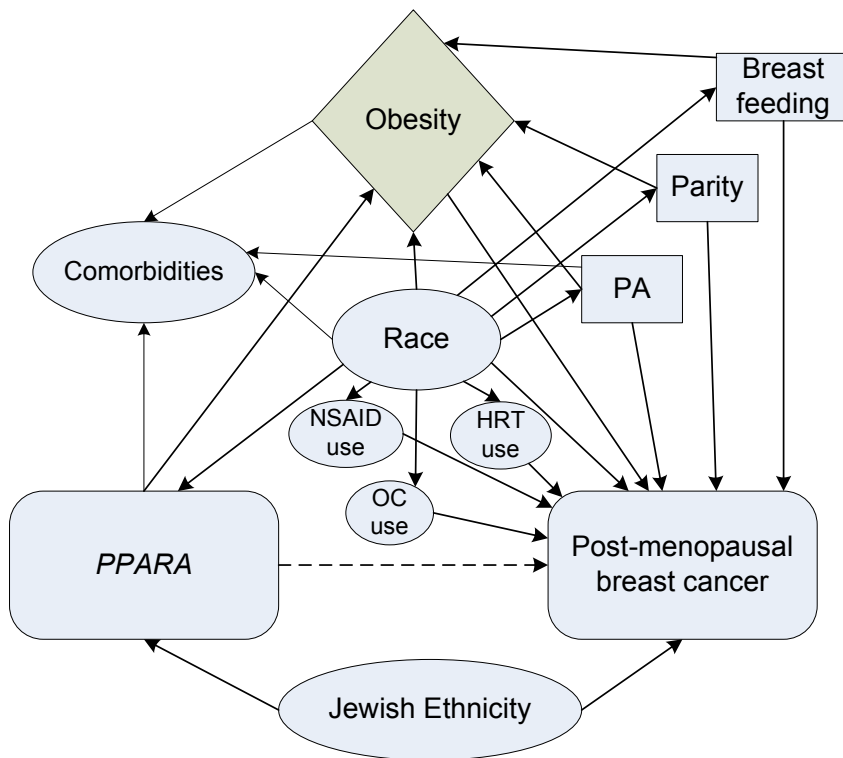 Obesity
Breast
feeding
Parity
Comorbidities
PA
Race
NSAID
use
HRT
use
OC
use
PPARA
Post-menopausal
breast cancer
Jewish Ethnicity